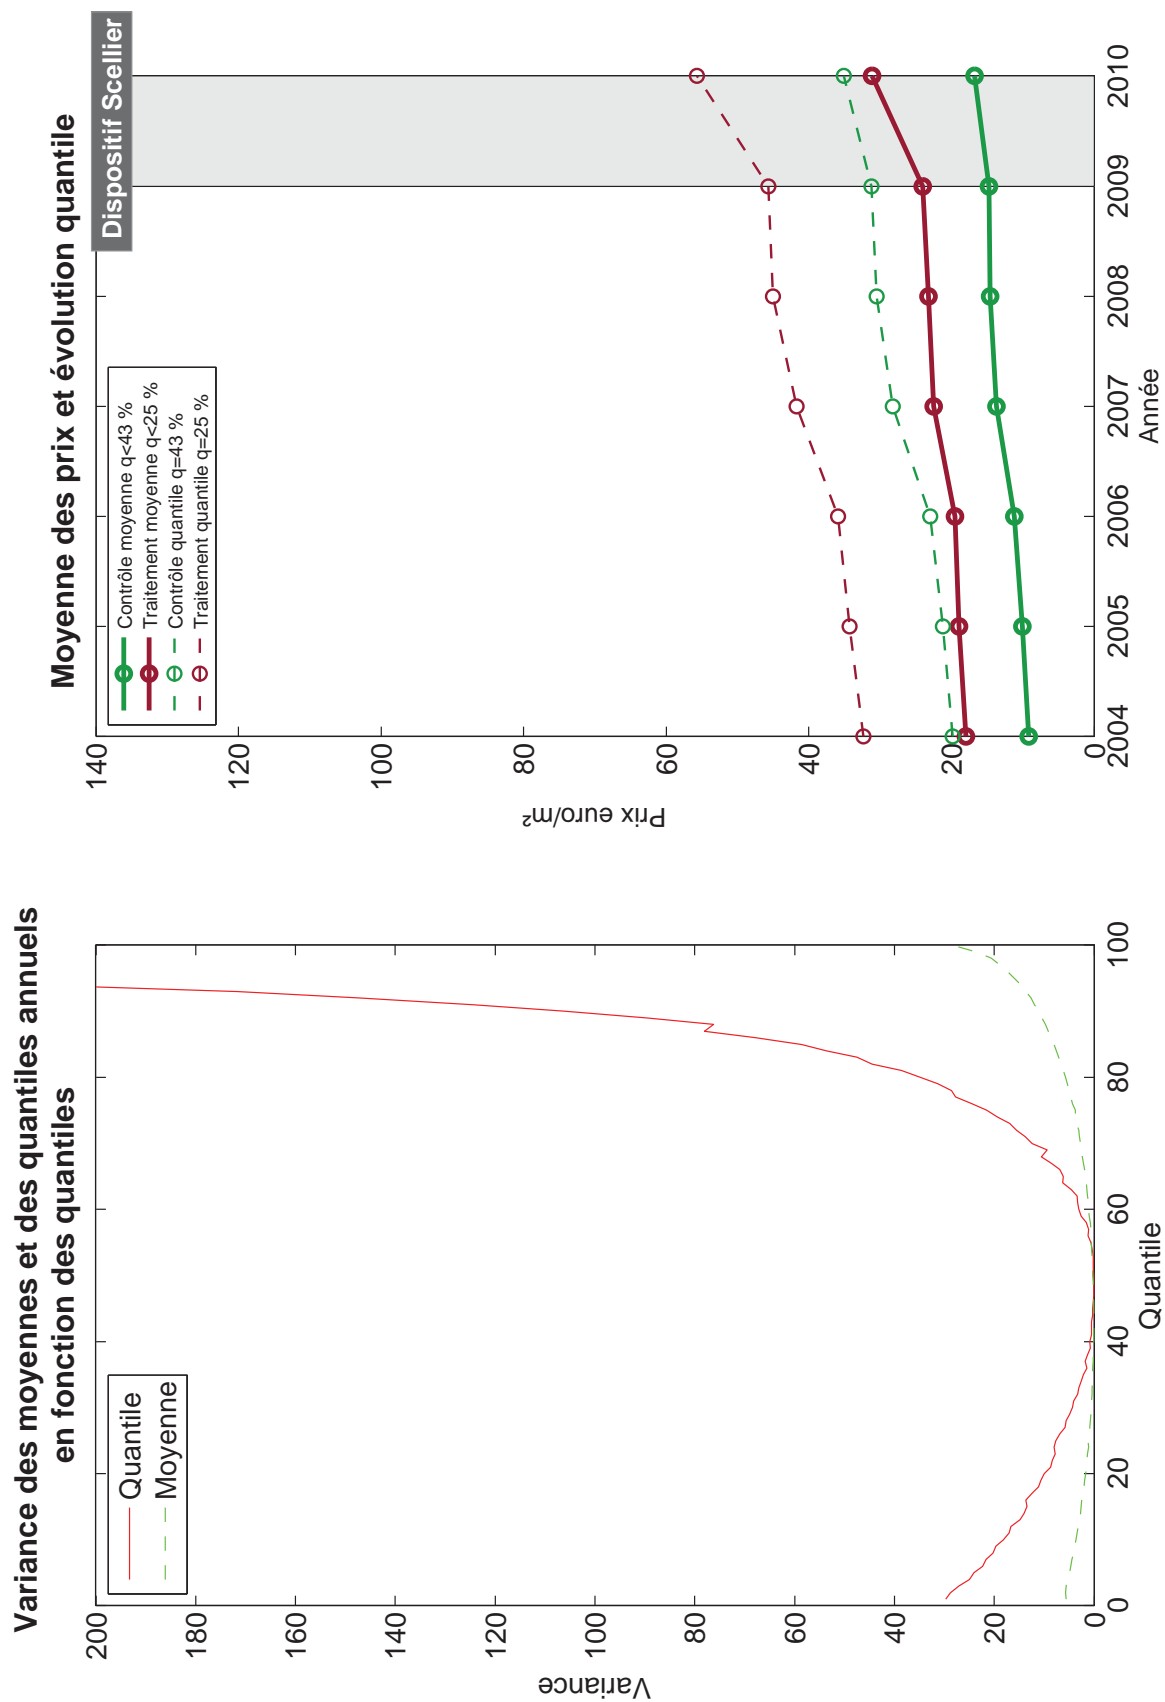 Variance des moyennes et des quantiles annuels
en fonction des quantiles
Quantile
Moyenne
Variance
200
180
160
140
120
100
80
60
40
20
0
0
20
40
60
80
100
Quantile
Moyenne des prix et évolution quantile
Dispositif Scellier
Contrôle moyenne q<43 %
Traitement moyenne q<25 %
Contrôle quantile q=43 %
Traitement quantile q=25 %
Prix euro/m²
140
120
100
80
60
40
20
0
2004
2005
2006
2007
2008
2009
2010
Année